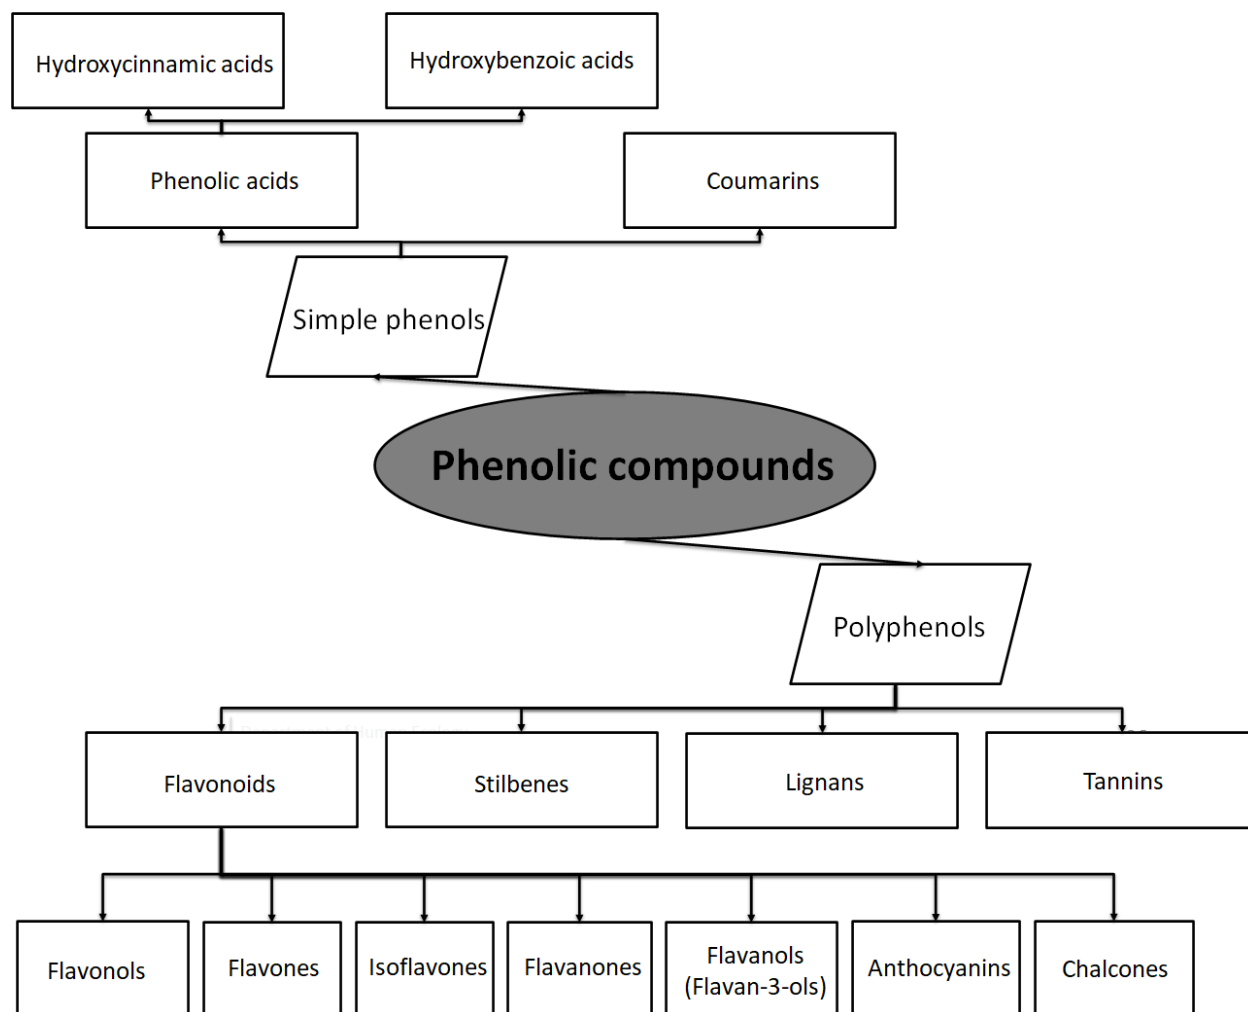 Hydroxycinnamic acids
Hydroxybenzoic acids
Phenolic acids
Coumarins
Simple phenols
Phenolic compounds
Polyphenols
Flavonoids
Stilbenes
Lignans
Tannins
Flavonols
Flavones
Isoflavones
Flavanones
Flavanols
(Flavan-3-ols)
Anthocyanins
Chalcones